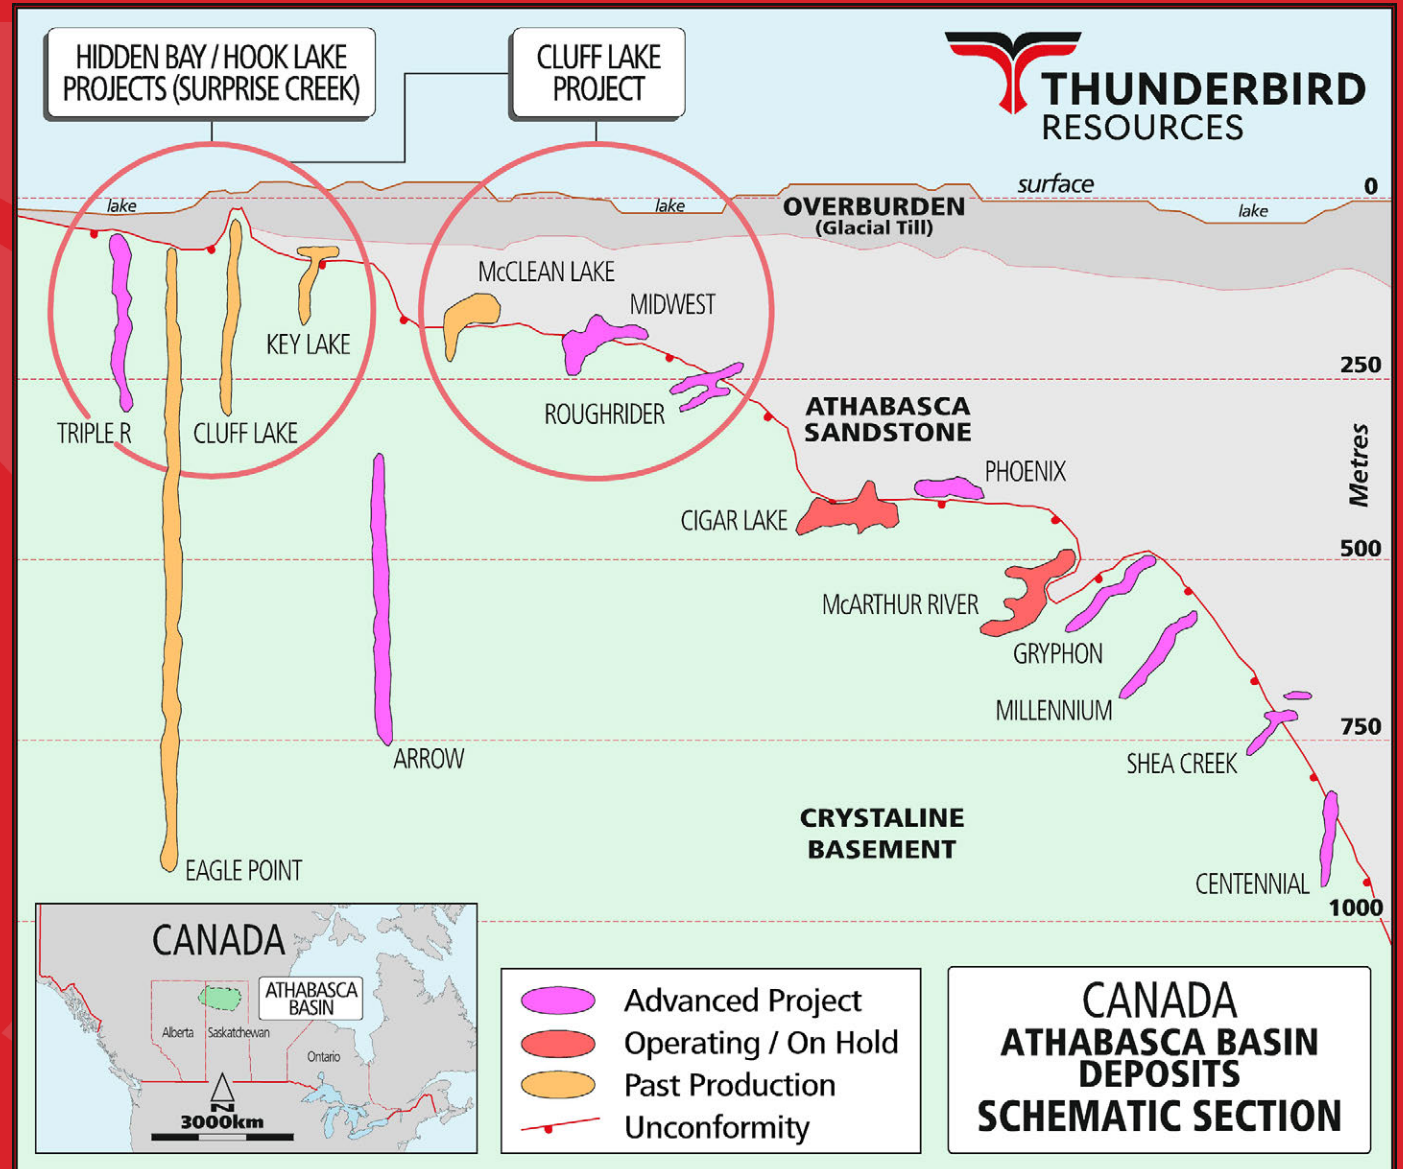 HIDDEN BAY / HOOK LAKE
PROJECTS (SURPRISE CREEK)
CLUFF LAKE
PROJECT
THUNDERBIRD
RESOURCES
surface
0
lake
lake
lake
OVERBURDEN
(Glacial Till)
McCLEAN LAKE
MIDWEST
KEY LAKE
250
ROUGHRIDER
ATHABASCA
SANDSTONE
TRIPLE R
CLUFF LAKE
Metres
PHOENIX
CIGAR LAKE
500
McARTHUR RIVER
GRYPHON
MILLENNIUM
750
ARROW
SHEA CREEK
CRYSTALINE
BASEMENT
EAGLE POINT
CENTENNIAL
1000
CANADA
ATHABASCA
BASIN
Alberta
Saskatchewan
Ontario
N
3000km
Advanced Project
Operating / On Hold
Past Production
Unconformity
CANADA
ATHABASCA BASIN
DEPOSITS
SCHEMATIC SECTION